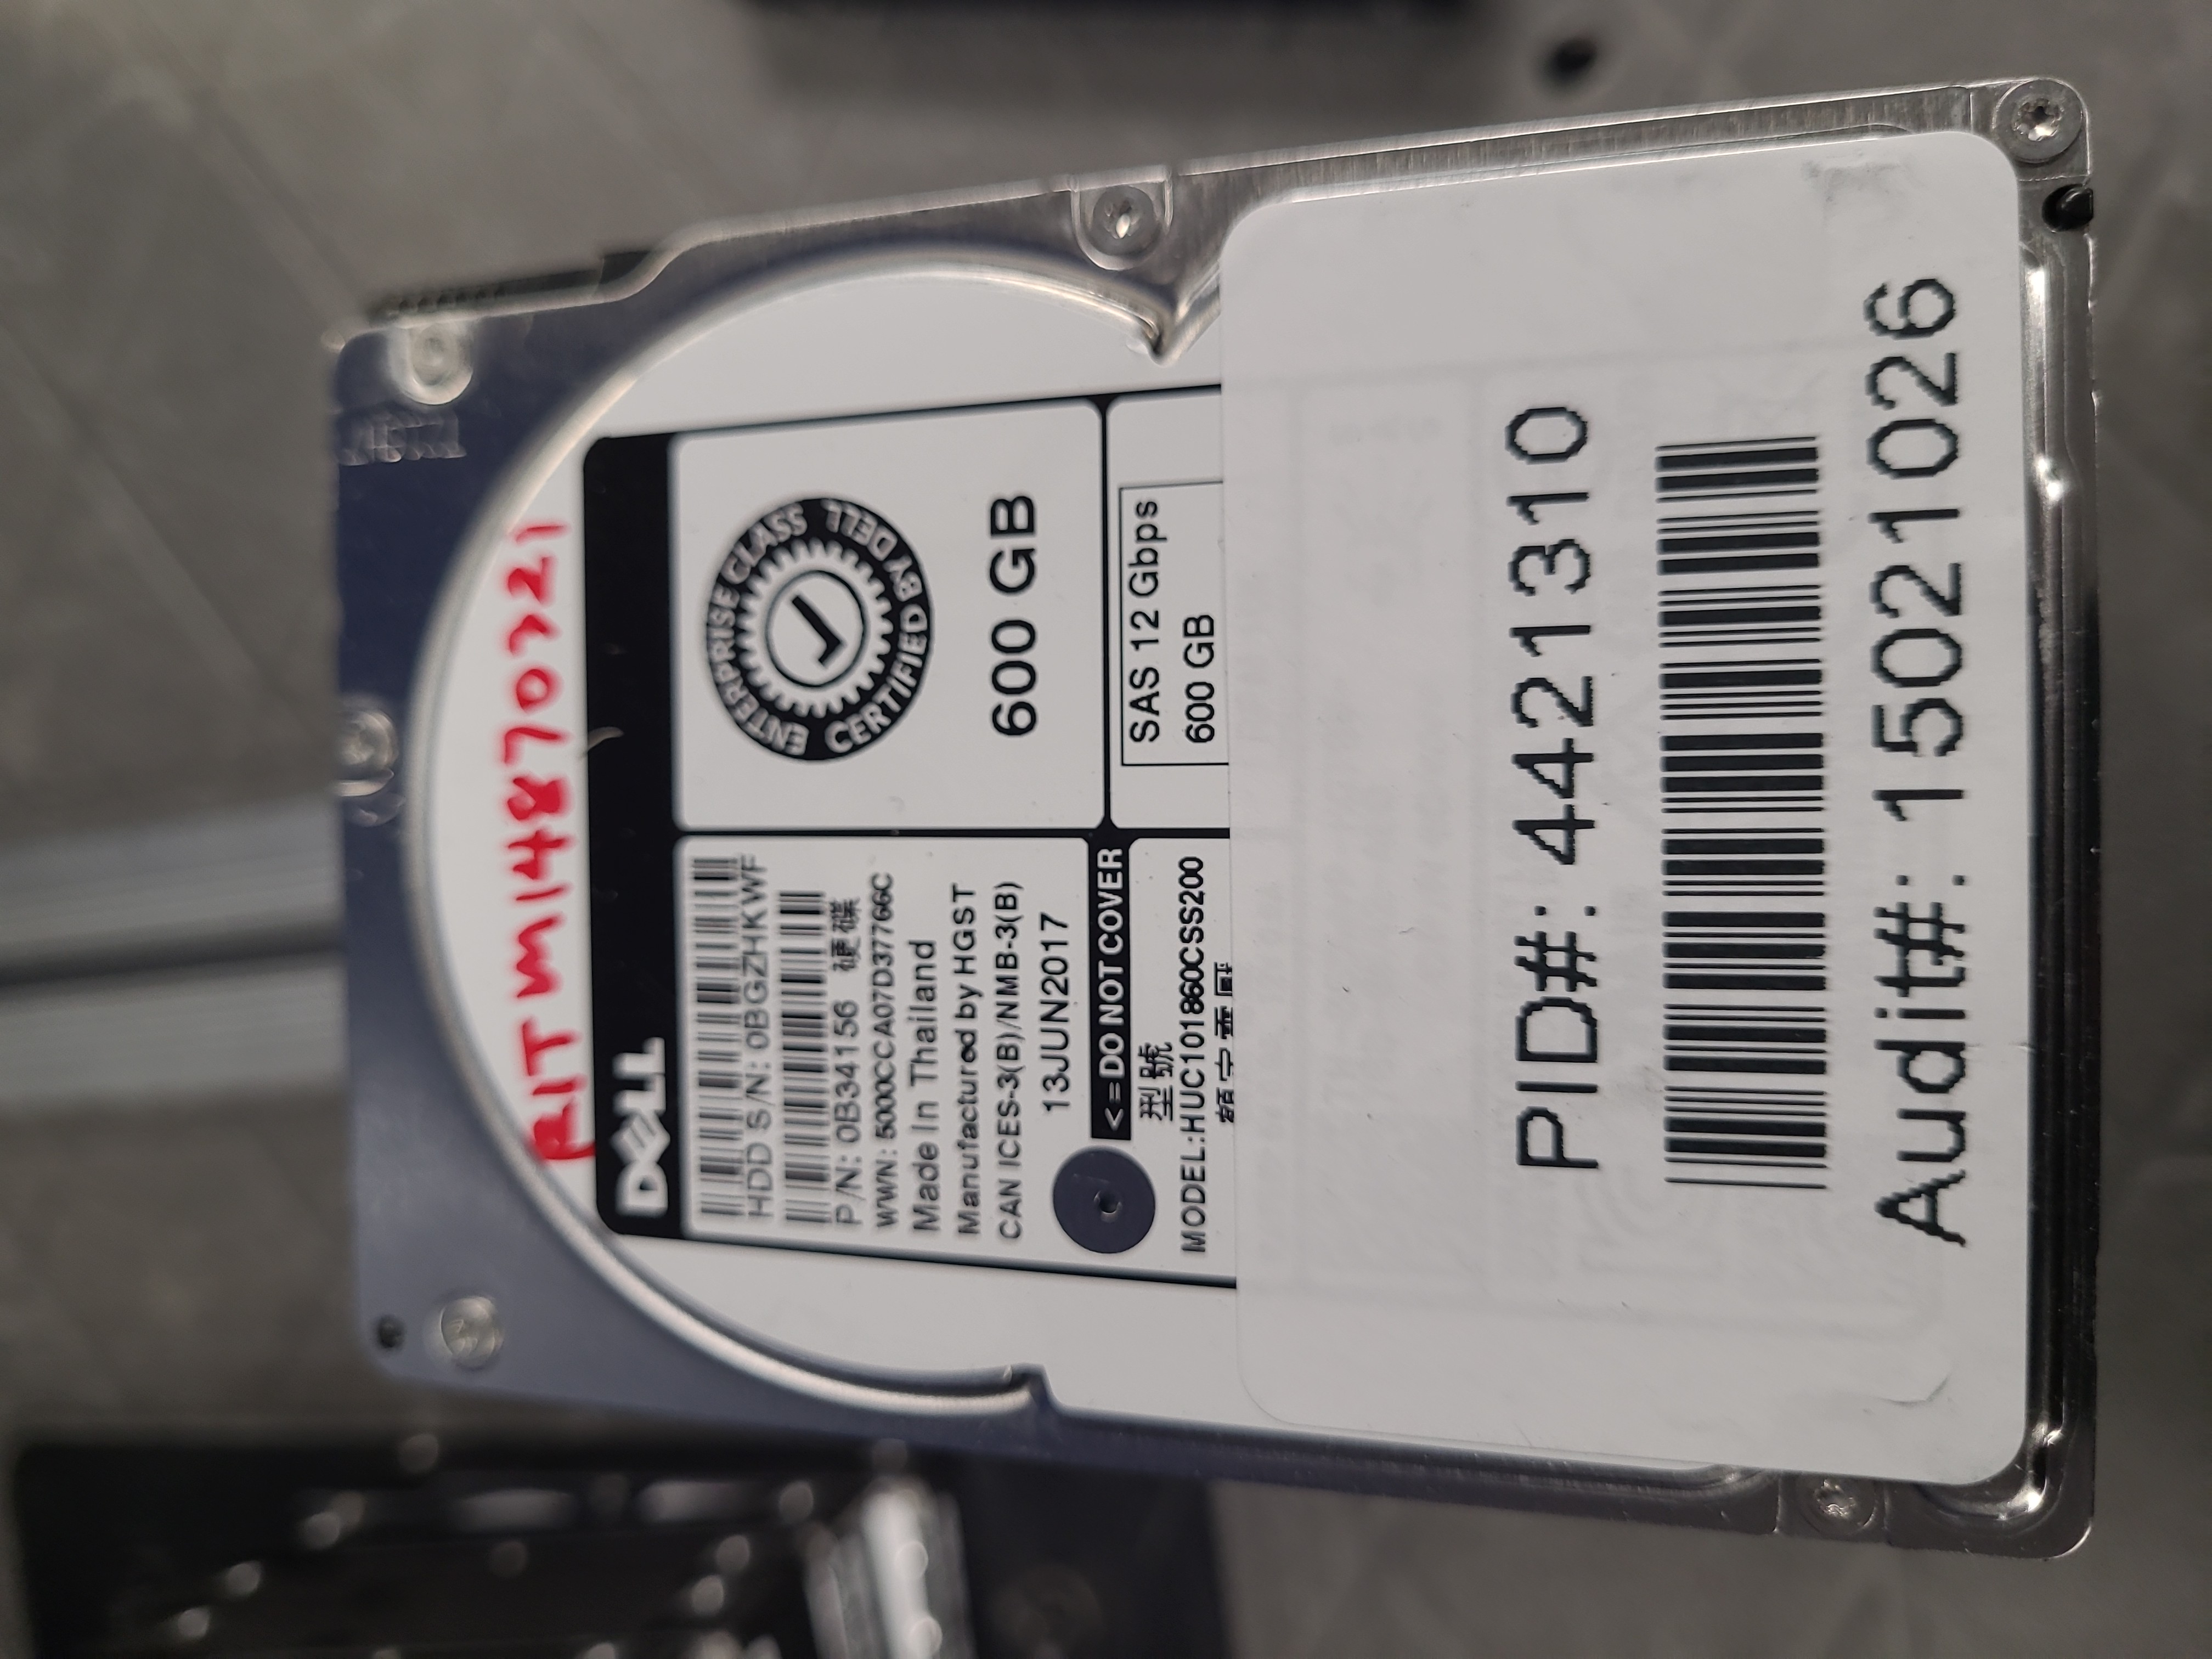 RITM14870321
DELL
HDD S/N: 0BGZHKWF
P/N: 0B34156 硬碟
WWN: 5000CCA07D37766C
Made In Thailand
Manufactured by HGST
CAN ICES-3(B)/NMB-3(B)
13JUN2017
<=DO NOT COVER
型號
MODEL:HUC101860CSS200
ENTERPRISE CLASS
CERTIFIED BY DELL
600 GB
SAS 12 Gbps
600 GB
PID#: 4421310
Audit#: 15021026